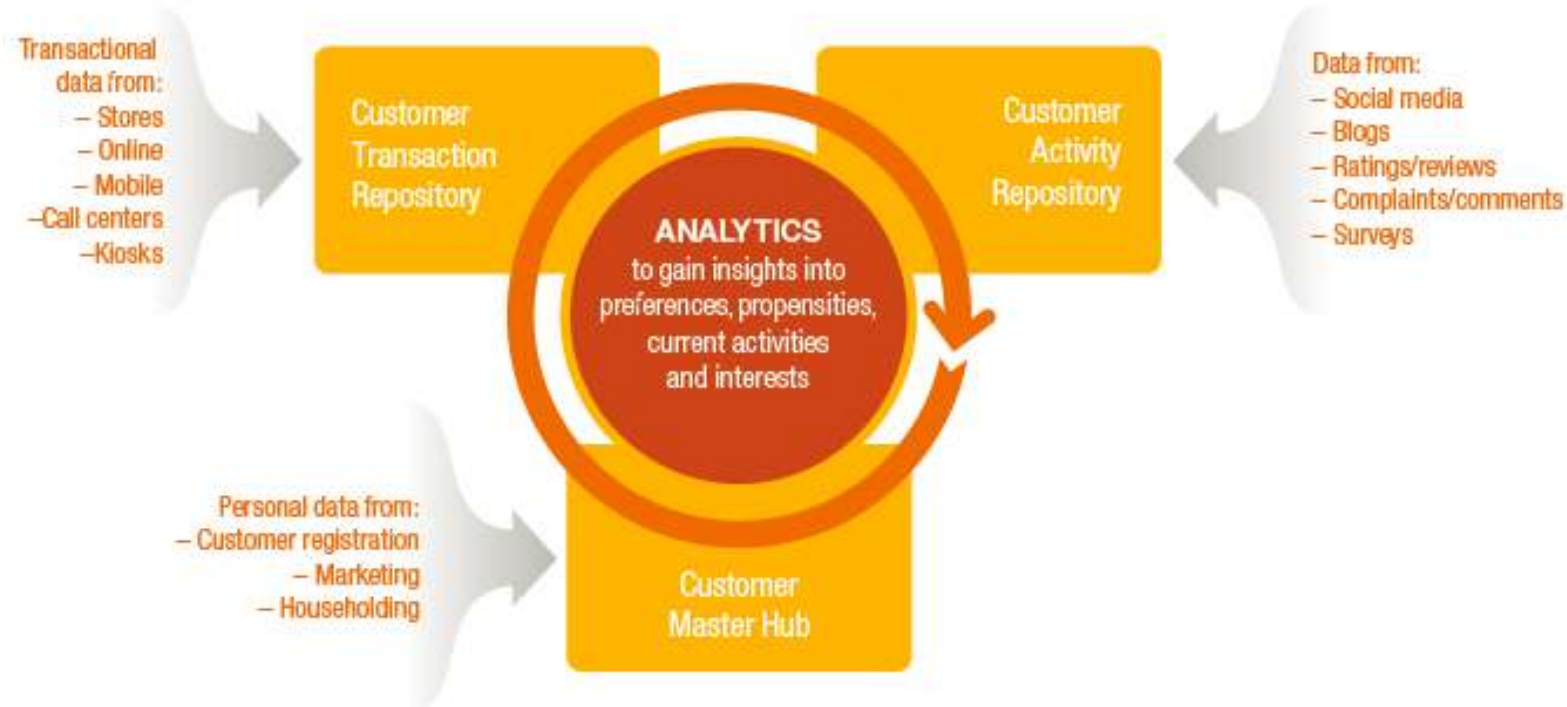 Transactional
data from:
– Stores
– Online
– Mobile
–Call centers
–Kiosks
Customer
Transaction
Repository
Customer
Activity
Repository
Data from:
– Social media
– Blogs
– Ratings/reviews
– Complaints/comments
– Surveys
ANALYTICS
to gain insights into
preferences, propensities,
current activities
and interests
Personal data from:
– Customer registration
– Marketing
– Householding
Customer
Master Hub